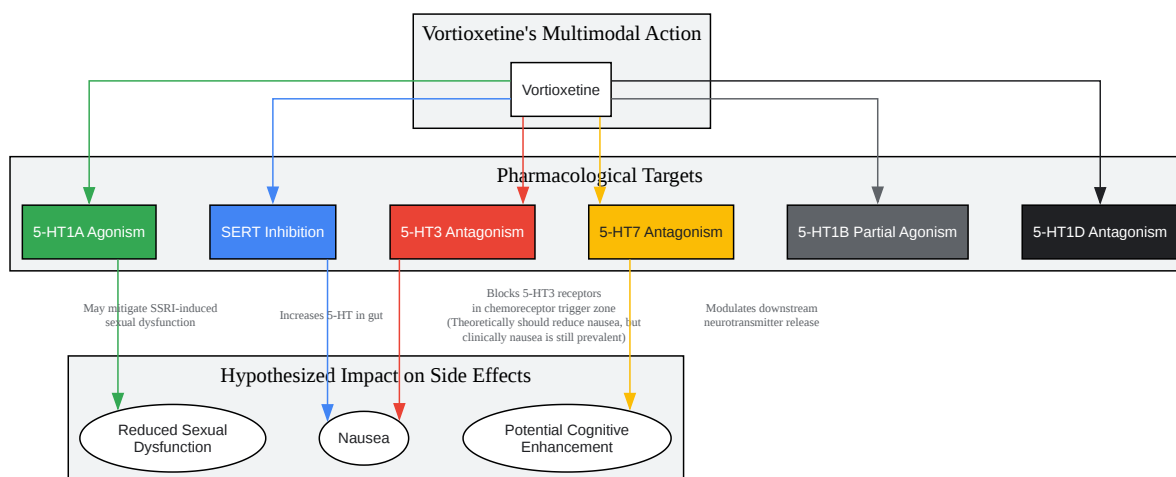 Vortioxetine's Multimodal Action
Vortioxetine
Pharmacological Targets
5-HT1A Agonism
SERT Inhibition
5-HT3 Antagonism
5-HT7 Antagonism
5-HT1B Partial Agonism
5-HT1D Antagonism
May mitigate SSRI-induced
sexual dysfunction
Increases 5-HT in gut
Blocks 5-HT3 receptors
in chemoreceptor trigger zone
(Theoretically should reduce nausea, but
clinically nausea is still prevalent)
Modulates downstream
neurotransmitter release
Hypothesized Impact on Side Effects
Reduced Sexual
Dysfunction
Nausea
Potential Cognitive
Enhancement